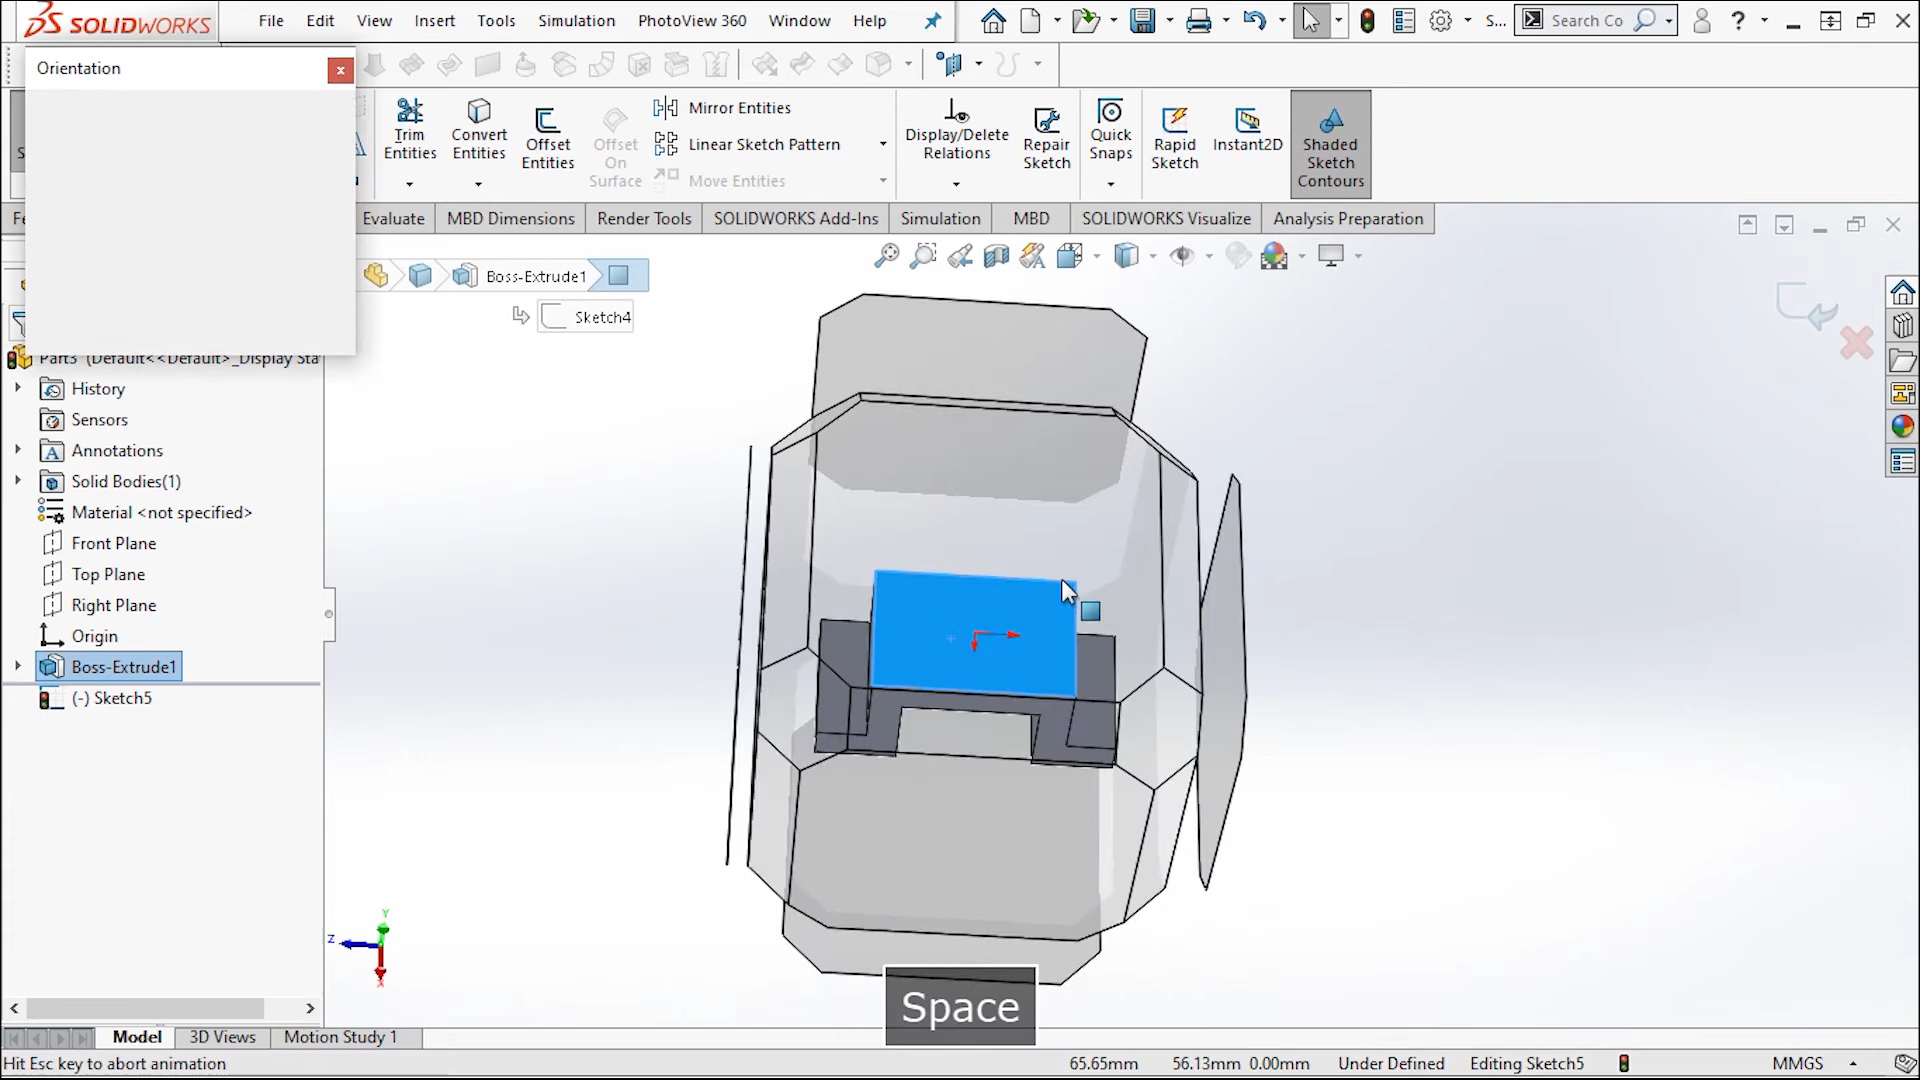 SOLIDWORKS
File Edit View Insert Tools Simulation PhotoView 360 Window Help
S...
Search Co
?
Orientation
x
Trim Entities
Convert Entities
Offset Entities
Offset On Surface
Mirror Entities
Linear Sketch Pattern
Move Entities
Display/Delete Relations
Repair Sketch
Quick Snaps
Rapid Sketch
Instant2D
Shaded Sketch Contours
Evaluate
MBD Dimensions
Render Tools
SOLIDWORKS Add-Ins
Simulation
MBD
SOLIDWORKS Visualize
Analysis Preparation
Boss-Extrude1
Sketch4
Part3 (Default<<Default>_Display Sta
History
Sensors
Annotations
Solid Bodies(1)
Material <not specified>
Front Plane
Top Plane
Right Plane
Origin
Boss-Extrude1
(-) Sketch5
Y
Z
X
Space
Model
3D Views
Motion Study 1
Hit Esc key to abort animation
65.65mm
56.13mm 0.00mm
Under Defined
Editing Sketch5
MMGS